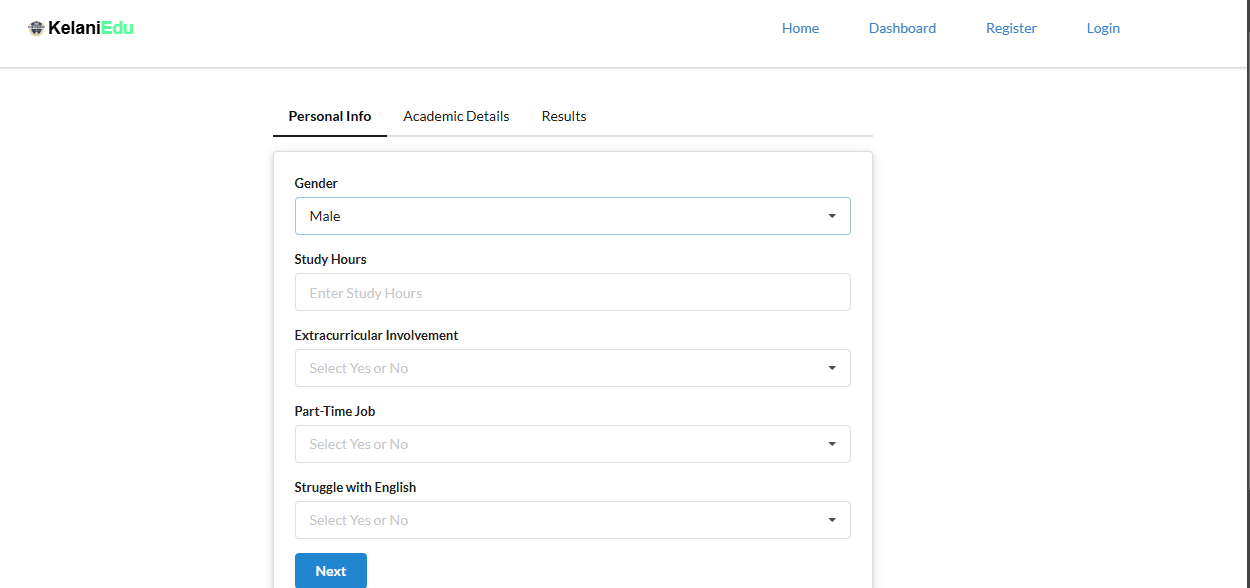 KelaniEdu
Home Dashboard Register Login
Personal Info Academic Details Results
Gender
Male
Study Hours
Enter Study Hours
Extracurricular Involvement
Select Yes or No
Part-Time Job
Select Yes or No
Struggle with English
Select Yes or No
Next